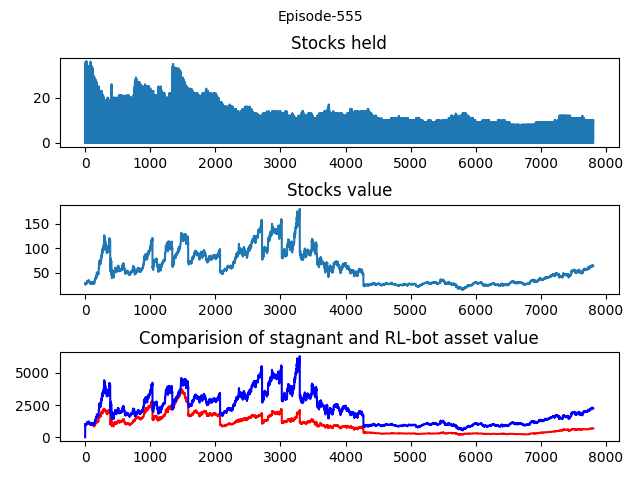 Episode-555
Stocks held
20
0
0 1000 2000 3000 4000 5000 6000 7000 8000
Stocks value
150
100
50
0 1000 2000 3000 4000 5000 6000 7000 8000
Comparision of stagnant and RL-bot asset value
5000
2500
0
0 1000 2000 3000 4000 5000 6000 7000 8000